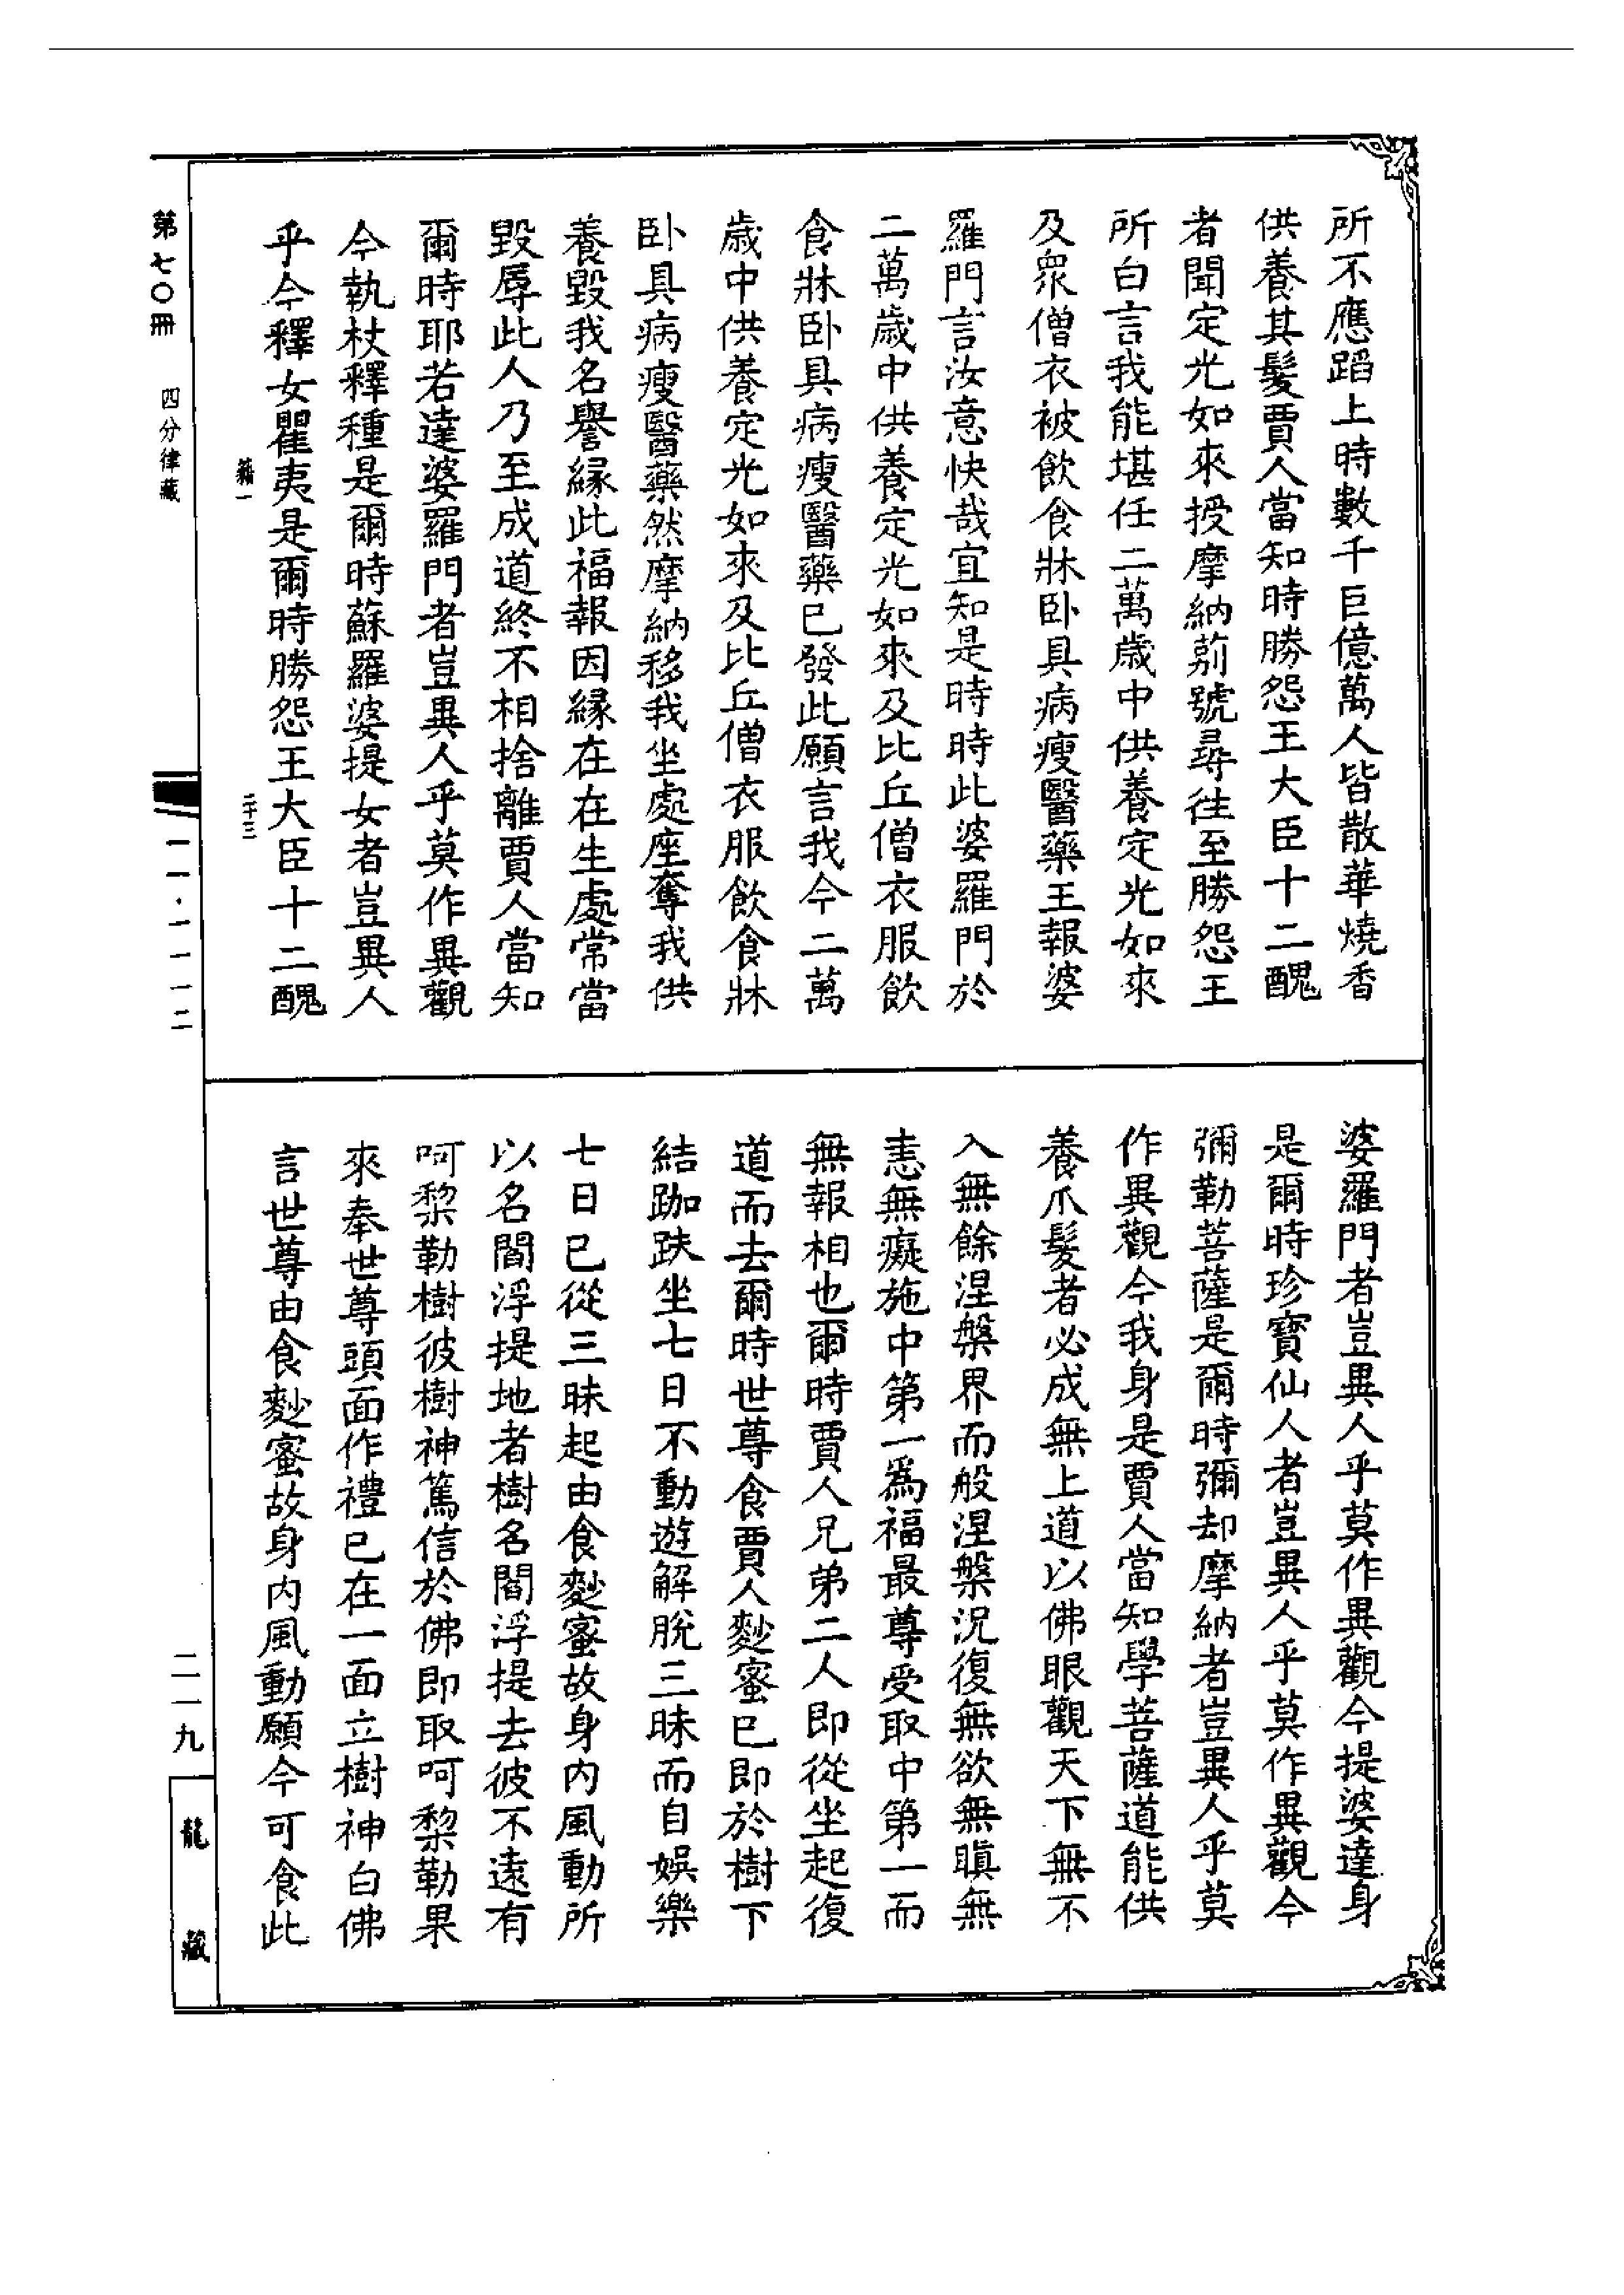 所不應蹈上時數千巨億萬人皆散華燒香
供養其髮賈人當知時勝怨王大臣十二醜
者聞定光如來授摩納莂號尋往至勝怨王
所白言我能堪任二萬歲中供養定光如來
及衆僧衣被飲食牀卧具病瘦醫藥王報婆
羅門言汝意快哉宜知是時時此婆羅門於
二萬歲中供養定光如來及比丘僧衣服飲
食牀卧具病瘦醫藥已發此願言我今二萬
歲中供養定光如來及比丘僧衣服飲食牀
卧具病瘦醫藥然摩納移我坐處座奪我供
養毀我名譽緣此福報因緣在在生處常當
毀辱此人乃至成道終不相捨離賈人當知
爾時耶若達婆羅門者豈異人乎莫作異觀
今執杖釋種是爾時蘇羅婆提女者豈異人
乎今釋女瞿夷是爾時勝怨王大臣十二醜
婆羅門者豈異人乎莫作異觀今提婆達身
是爾時珍寶仙人者豈異人乎莫作異觀今
彌勒菩薩是爾時彌却摩納者豈異人乎莫
作異觀今我身是賈人當知學菩薩道能供
養爪髮者必成無上道以佛眼觀天下無不
入無餘涅槃界而般涅槃況復無欲無瞋無
恚無癡施中第一爲福最尊受取中第一而
無報相也爾時賈人兄弟二人即從坐起復
道而去爾時世尊食賈人麨蜜已即於樹下
結跏趺坐七日不動遊解脫三昧而自娛樂
七日已從三昧起由食麨蜜故身內風動所
以名閻浮提地者樹名閻浮提去彼不遠有
呵黎勒樹彼樹神篤信於佛即取呵黎勒果
來奉世尊頭面作禮已在一面立樹神白佛
言世尊由食麨蜜故身內風動願今可食此
籍一
二十三
第七〇冊
四分律藏
一一·一一一二
二一九
龍藏